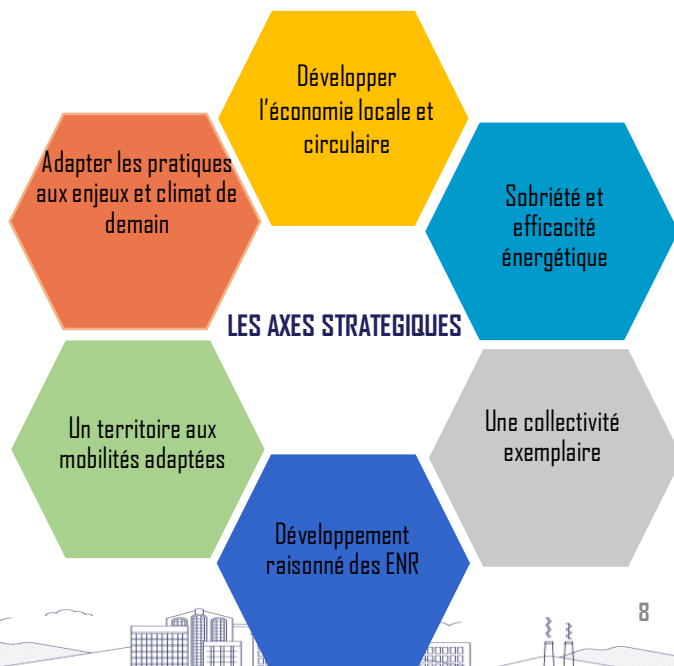 Développer
l'économie locale et
circulaire
Adapter les pratiques
aux enjeux et climat de
demain
Sobriété et
efficacité
énergétique
LES AXES STRATEGIQUES
Un territoire aux
mobilités adaptées
Une collectivité
exemplaire
Développement
raisonné des ENR
8